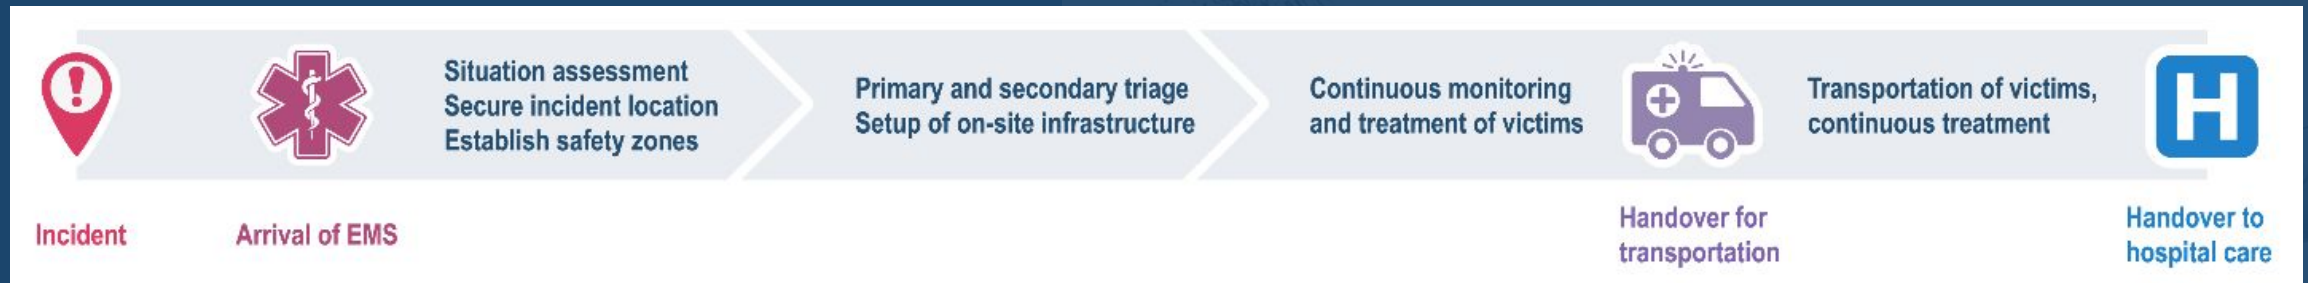 Situation assessment
Secure incident location
Establish safety zones
Primary and secondary triage
Setup of on-site infrastructure
Continuous monitoring
and treatment of victims
Transportation of victims,
continuous treatment
H
Incident
Arrival of EMS
Handover for
transportation
Handover to
hospital care